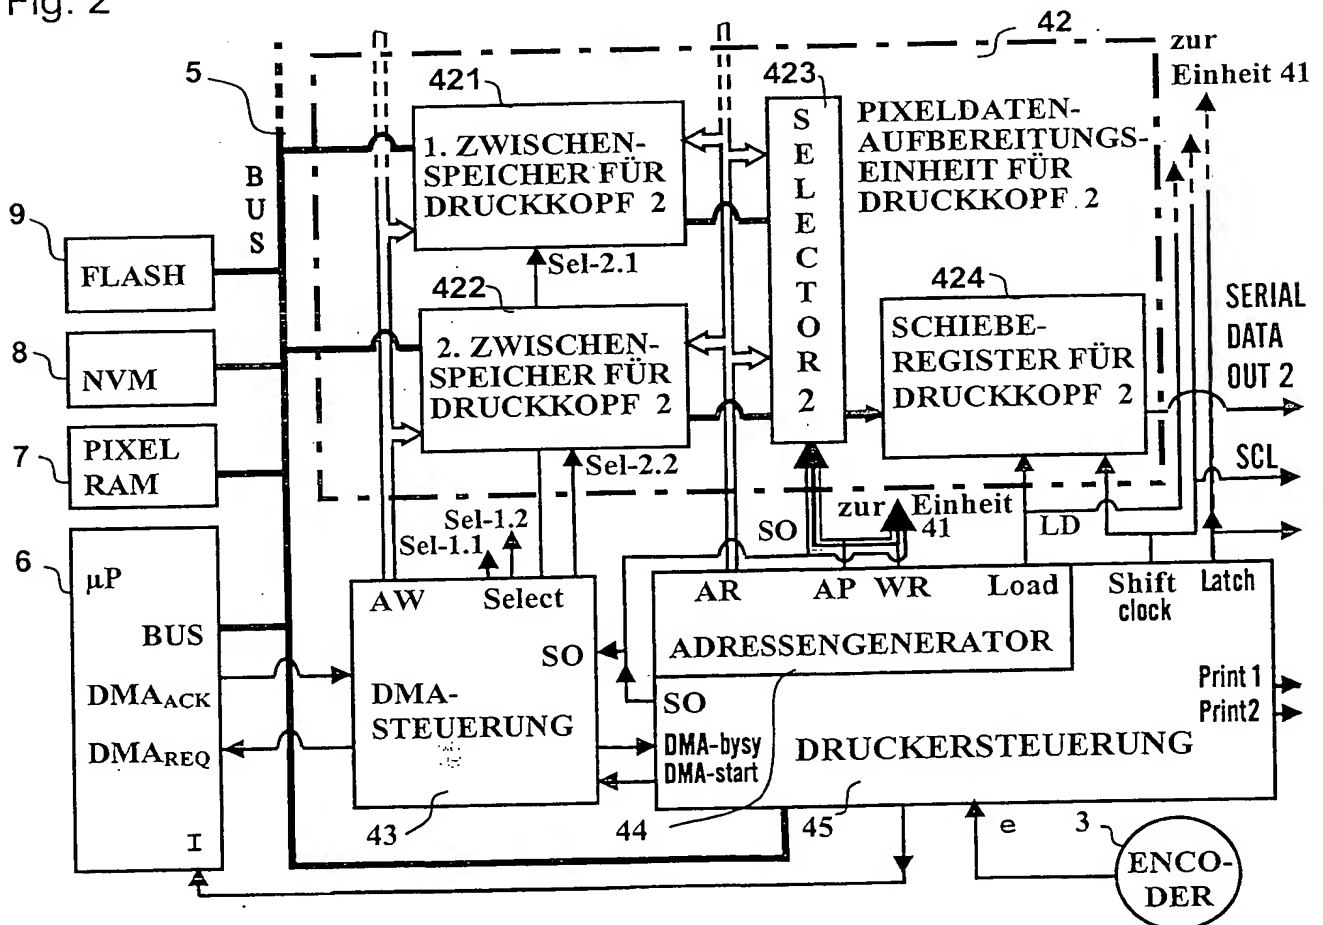 Fig. 2
42
zur
Einheit 41
5
421
423
B
U
S
1. ZWISCHEN-
SPEICHER FÜR
DRUCKKOPF 2
S
E
L
E
C
T
O
R
2
PIXELDATEN-
AUFBEREITUNGS-
EINHEIT FÜR
DRUCKKOPF 2
9
FLASH
Sel-2.1
422
424
8
NVM
2. ZWISCHEN-
SPEICHER FÜR
DRUCKKOPF 2
SCHIEBE-
REGISTER FÜR
DRUCKKOPF 2
SERIAL
DATA
OUT 2
7
PIXEL
RAM
Sel-2.2
SCL
Sel-1.2
Sel-1.1
SO
zur Einheit
41
LD
6
µP
BUS
DMAACK
DMAREQ
I
AW
Select
SO
DMA-
STEUERUNG
43
AR
AP
WR
Load
Shift
clock
Latch
ADRESSENGENERATOR
SO
DMA-bysy
DMA-start
DRUCKERSTEUERUNG
Print 1
Print2
44
45
e
3
ENCO-
DER